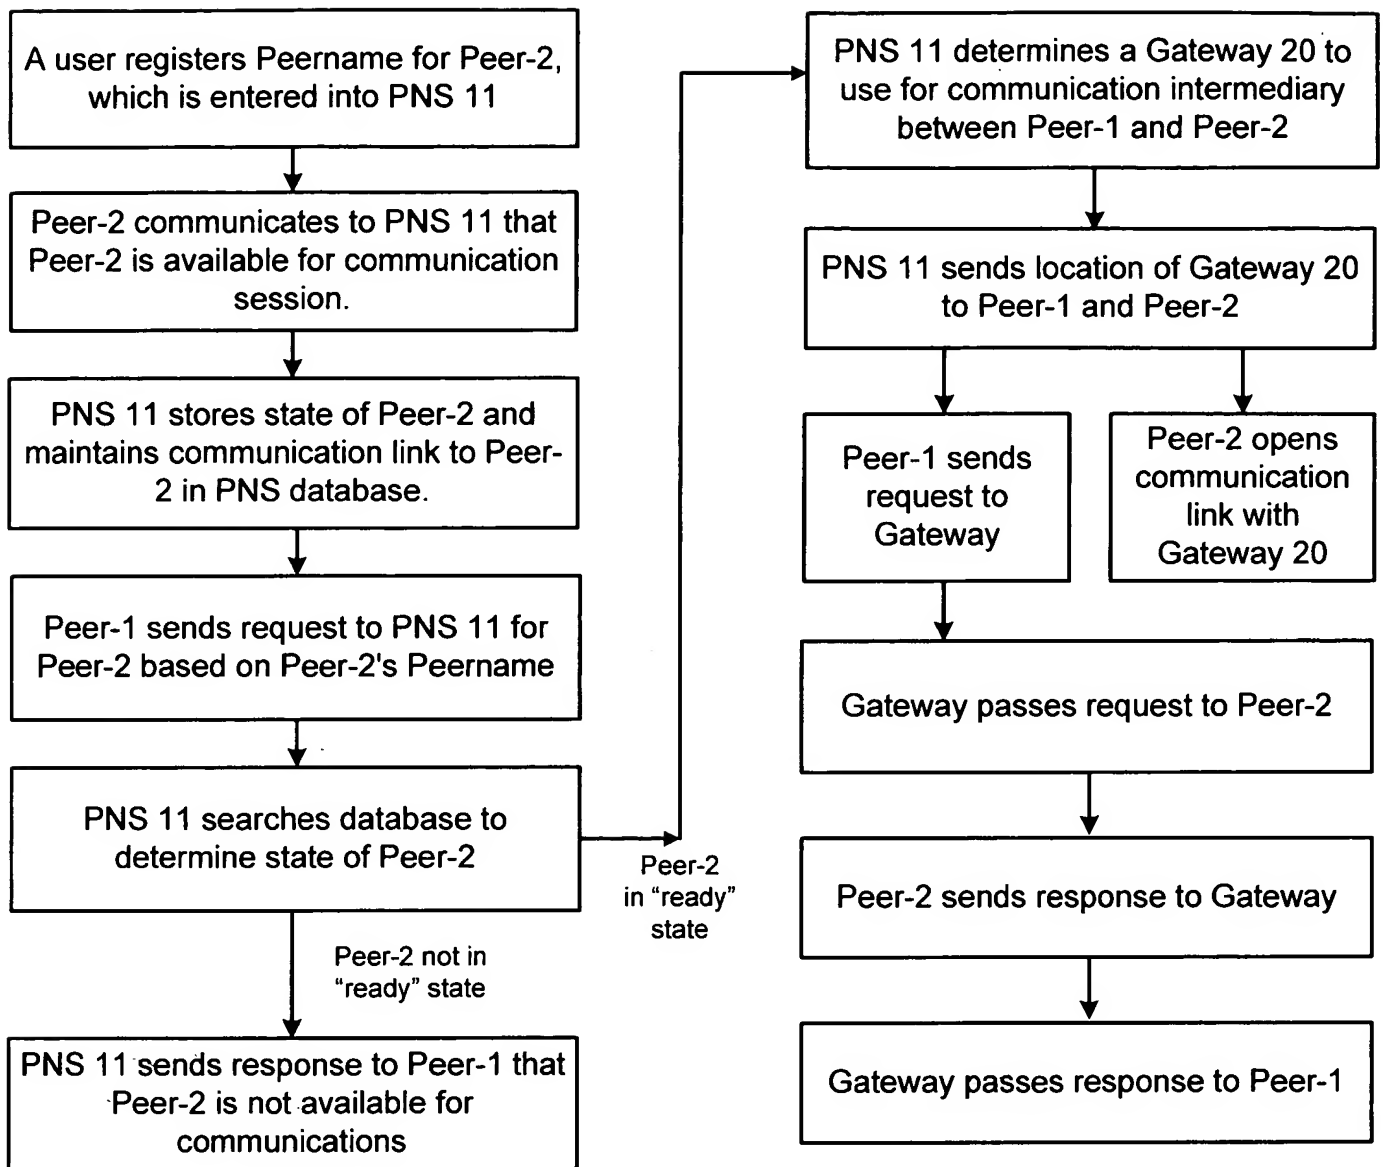 A user registers Peername for Peer-2,
which is entered into PNS 11
Peer-2 communicates to PNS 11 that
Peer-2 is available for communication
session.
PNS 11 stores state of Peer-2 and
maintains communication link to Peer-
2 in PNS database.
Peer-1 sends request to PNS 11 for
Peer-2 based on Peer-2's Peername
PNS 11 searches database to
determine state of Peer-2
Peer-2 not in
“ready” state
PNS 11 sends response to Peer-1 that
Peer-2 is not available for
communications
Peer-2
in “ready”
state
PNS 11 determines a Gateway 20 to
use for communication intermediary
between Peer-1 and Peer-2
PNS 11 sends location of Gateway 20
to Peer-1 and Peer-2
Peer-1 sends
request to
Gateway
Peer-2 opens
communication
link with
Gateway 20
Gateway passes request to Peer-2
Peer-2 sends response to Gateway
Gateway passes response to Peer-1